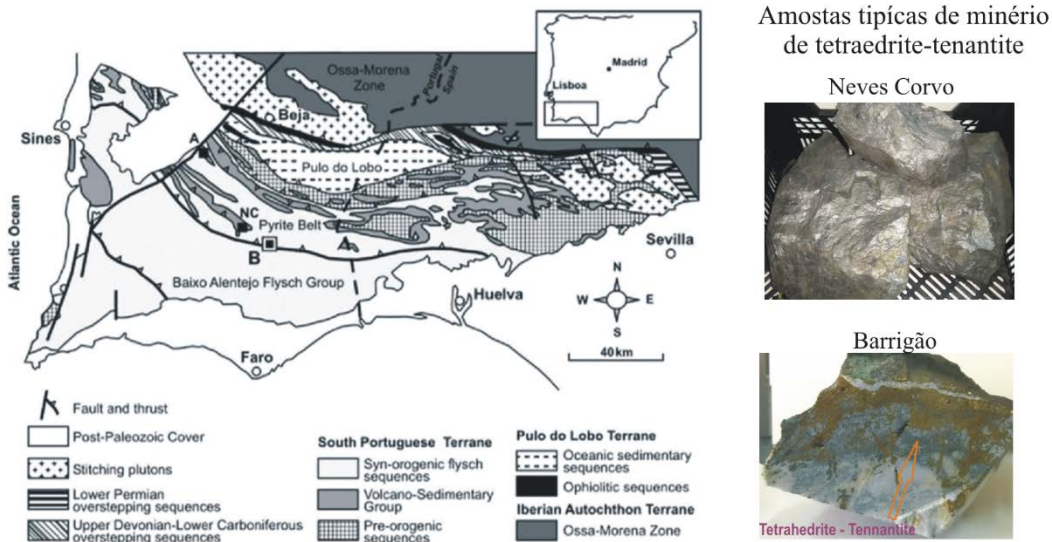 Ossa-Morena
Zone
Portugal
Spain
Madrid
Lisboa
Beja
Sines
A
Pulo do Lobo
NC
Pyrite Belt
B
Sevilla
Atlantic Ocean
Baixo Alentejo Flysch Group
Huelva
N
W
E
S
40 km
Faro
Fault and thrust
Post-Paleozoic Cover
Stitching plutons
Lower Permian
overstepping sequences
Upper Devonian-Lower Carboniferous
overstepping sequences
South Portuguese Terrane
Syn-orogenic flysch
sequences
Volcano-Sedimentary
Group
Pre-orogenic
sequences
Pulo do Lobo Terrane
Oceanic sedimentary
sequences
Ophiolitic sequences
Iberian Autochthon Terrane
Ossa-Morena Zone
Amostas tipícas de minério
de tetraedrite-tenantite
Neves Corvo
Barrigão
Tetrahedrite - Tennantite